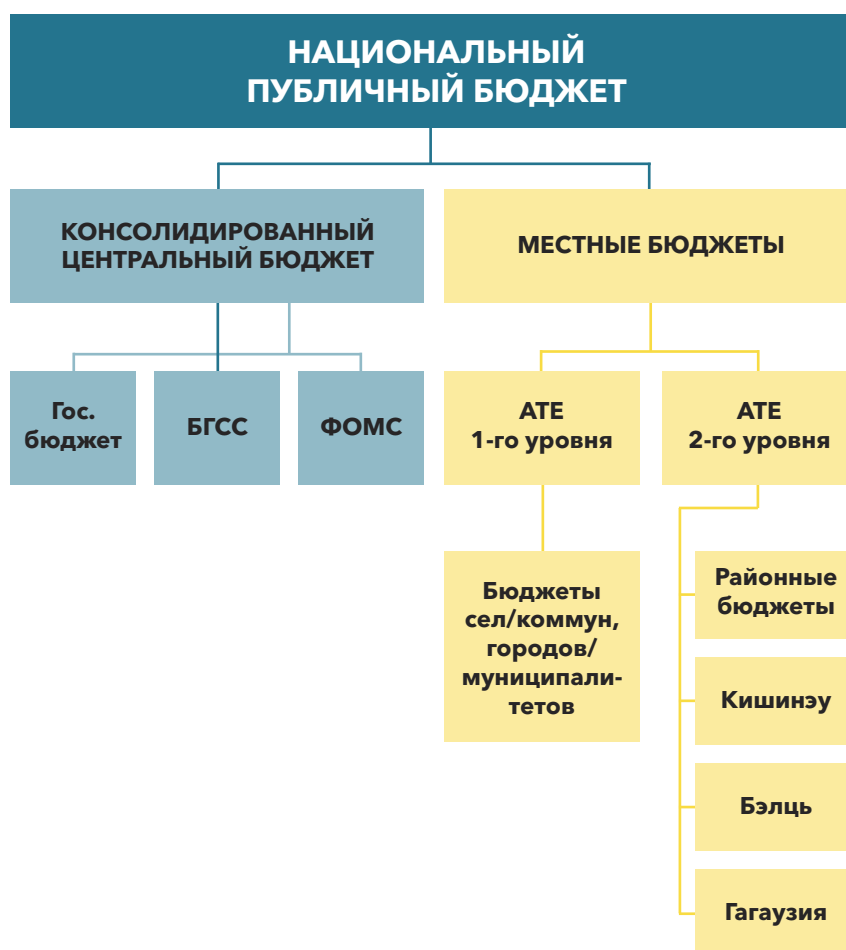 НАЦИОНАЛЬНЫЙ
ПУБЛИЧНЫЙ БЮДЖЕТ
КОНСОЛИДИРОВАННЫЙ
ЦЕНТРАЛЬНЫЙ БЮДЖЕТ
МЕСТНЫЕ БЮДЖЕТЫ
Гос.
бюджет
БГСС
ФОМС
АТЕ
1-го уровня
АТЕ
2-го уровня
Бюджеты
сел/коммун,
городов/
муниципали-
тетов
Районные
бюджеты
Кишинэу
Бэлць
Гагаузия